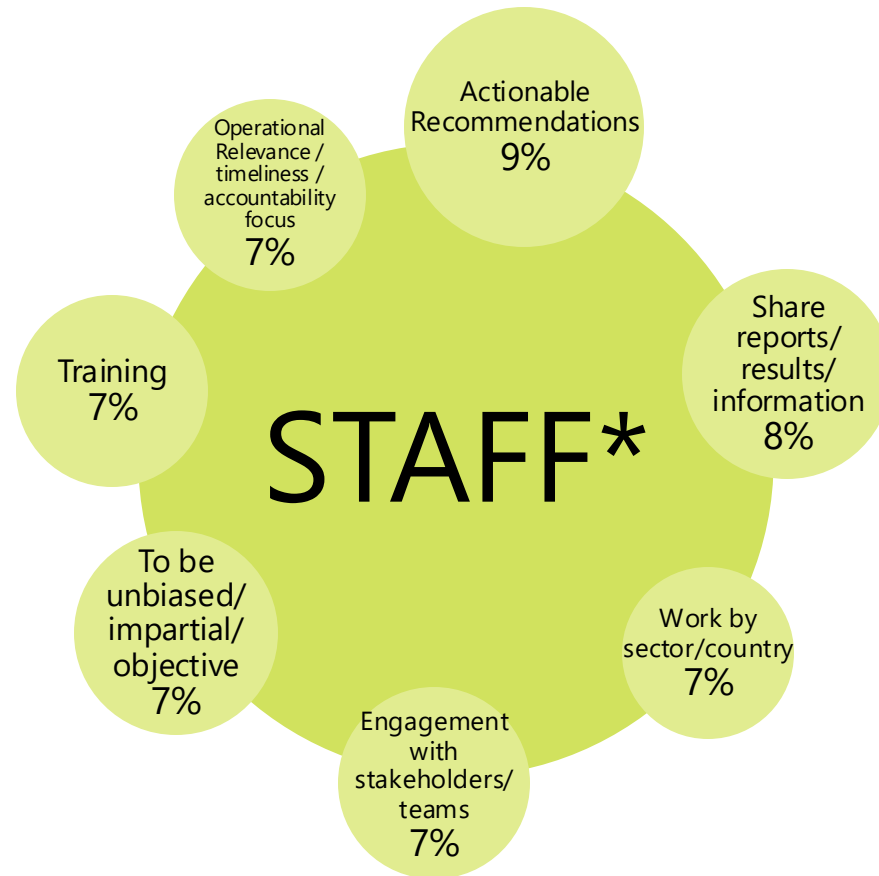 Actionable
Recommendations
9%
Operational
Relevance /
timeliness /
accountability
focus
7%
Share
reports/
results/
information
8%
Training
7%
STAFF*
To be
unbiased/
impartial/
objective
7%
Work by
sector/country
7%
Engagement
with
stakeholders/
teams
7%